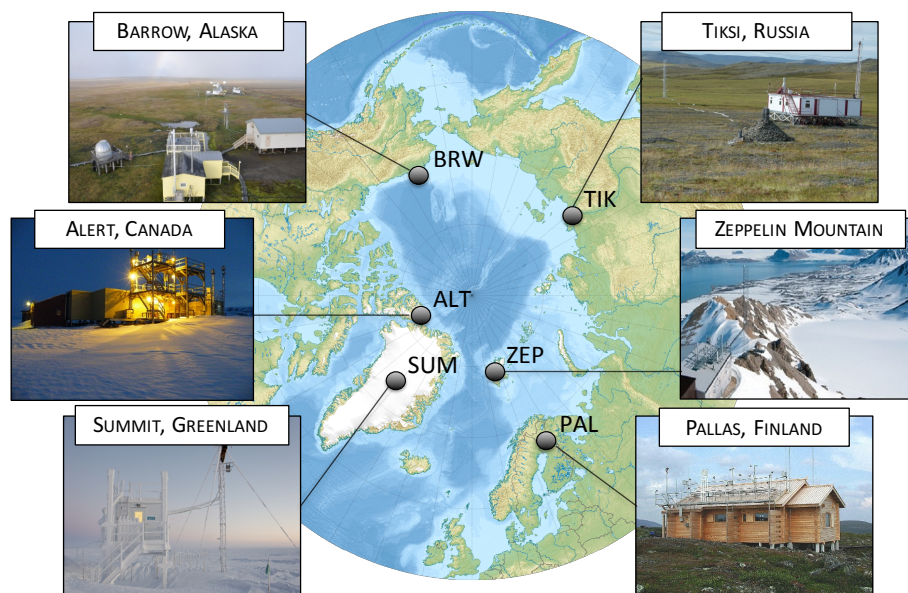 BARROW, ALASKA
TIKSI, RUSSIA
BRW
TIK
ALERT, CANADA
ZEPPELIN MOUNTAIN
ALT
ZEP
SUM
SUMMIT, GREENLAND
PAL
PALLAS, FINLAND